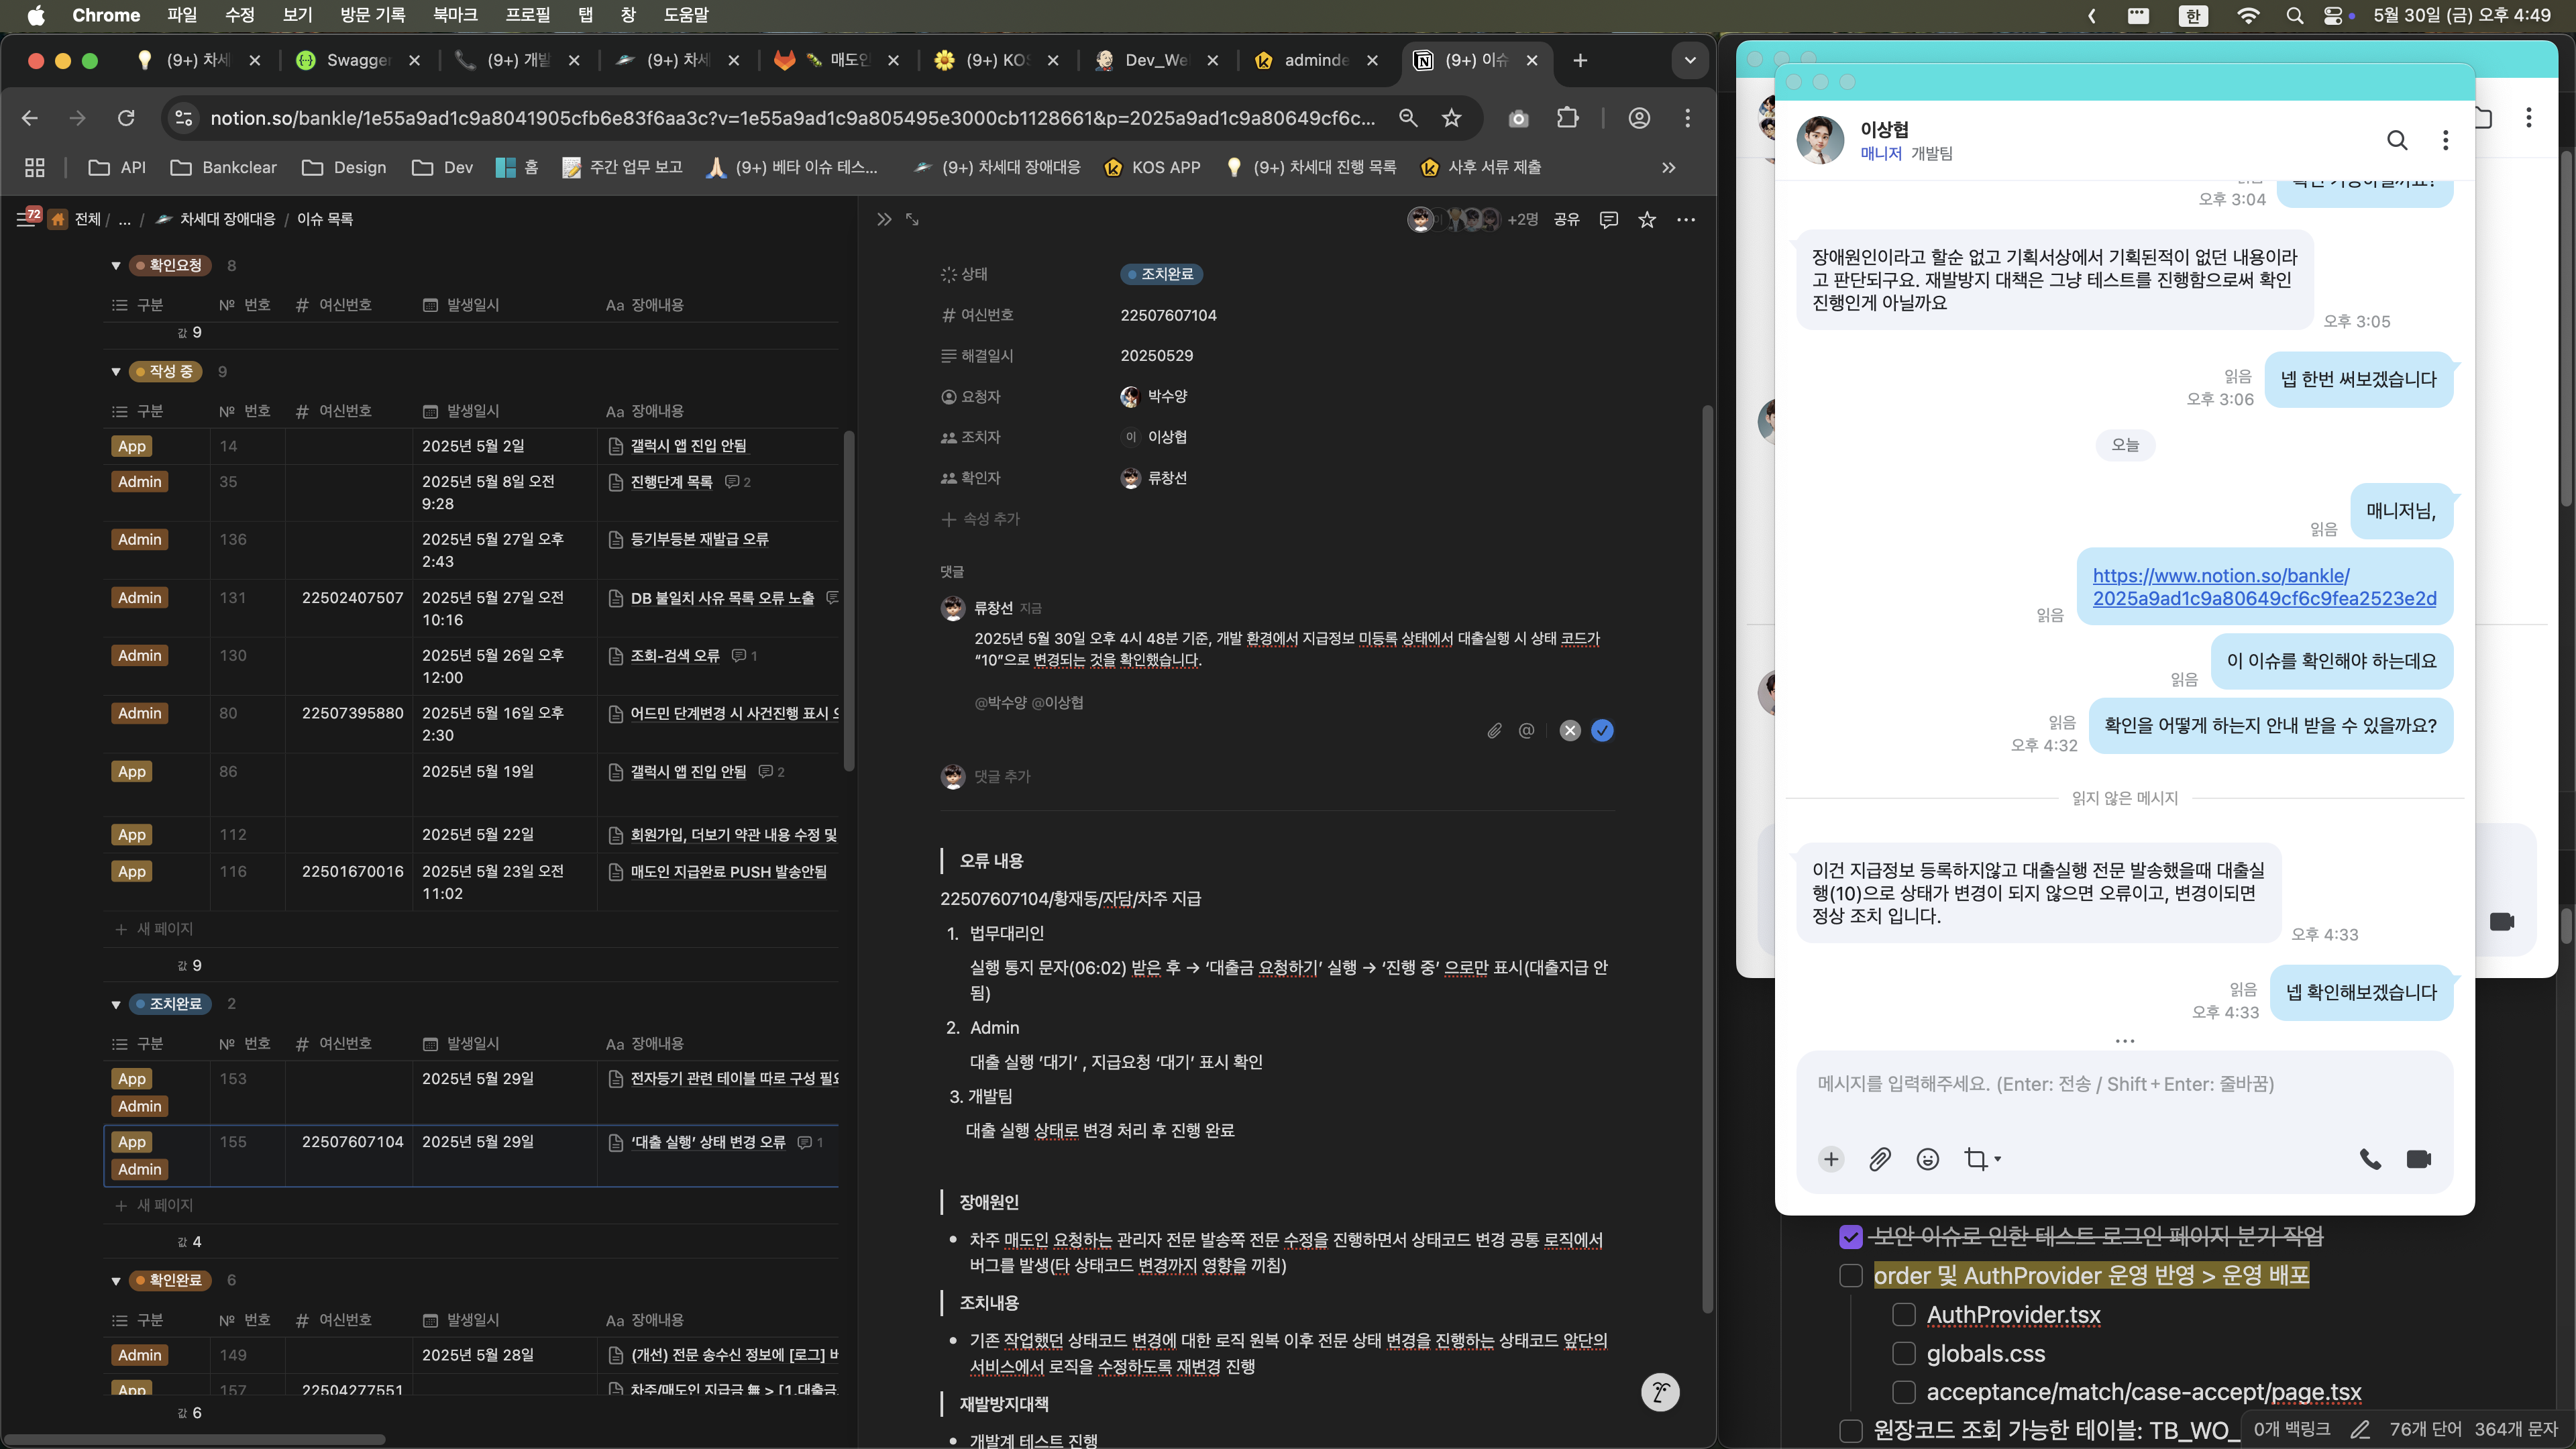 Chrome 파일 수정 보기 방문 기록 북마크 프로필 탭 창 도움말
한 5월 30일 (금) 오후 4:49
(9+) 차세
Swagge
(9+) 개발
(9+) 차세
매도인
(9+) KOS
Dev_We
adminde
(9+) 이슈
notion.so/bankle/1e55a9ad1c9a8041905cfb6e83f6aa3c?v=1e55a9ad1c9a805495e3000cb1128661&p=2025a9ad1c9a80649cf6c...
API Bankclear Design Dev 홈 주간 업무 보고 (9+) 베타 이슈 테스... (9+) 차세대 장애대응 KOS APP (9+) 차세대 진행 목록 사후 서류 제출
72 전체 / ... / 차세대 장애대응 / 이슈 목록
확인요청 8
구분 번호 여신번호 발생일시 Aa 장애내용
값 9
작성 중 9
구분 번호 여신번호 발생일시 Aa 장애내용
App 14 2025년 5월 2일 갤럭시 앱 진입 안됨
Admin 35 2025년 5월 8일 오전 9:28 진행단계 목록 2
Admin 136 2025년 5월 27일 오후 2:43 등기부등본 재발급 오류
Admin 131 22502407507 2025년 5월 27일 오전 10:16 DB 불일치 사유 목록 오류 노출
Admin 130 2025년 5월 26일 오후 12:00 조회-검색 오류 1
Admin 80 22507395880 2025년 5월 16일 오후 2:30 어드민 단계변경 시 사건진행 표시
App 86 2025년 5월 19일 갤럭시 앱 진입 안됨 2
App 112 2025년 5월 22일 회원가입, 더보기 약관 내용 수정 및
App 116 22501670016 2025년 5월 23일 오전 11:02 매도인 지급완료 PUSH 발송안됨
+ 새 페이지
값 9
조치완료 2
구분 번호 여신번호 발생일시 Aa 장애내용
App Admin 153 2025년 5월 29일 전자등기 관련 테이블 따로 구성 필요
App Admin 155 22507607104 2025년 5월 29일 ‘대출 실행’ 상태 변경 오류 1
+ 새 페이지
값 4
확인완료 6
구분 번호 여신번호 발생일시 Aa 장애내용
Admin 149 2025년 5월 28일 (개선) 전문 송수신 정보에 [로그]
App 157 22504277551 차주/매도인 지급금 無 > [1.대출금
값 6
+2명 공유
상태 조치완료
여신번호 22507607104
해결일시 20250529
요청자 박수양
조치자 이 이상협
확인자 류창선
+ 속성 추가
댓글
류창선 지금
2025년 5월 30일 오후 4시 48분 기준, 개발 환경에서 지급정보 미등록 상태에서 대출실행 시 상태 코드가
“10”으로 변경되는 것을 확인했습니다.
@박수양 @이상협
댓글 추가
오류 내용
22507607104/황재동/자담/차주 지급
1. 법무대리인
실행 통지 문자(06:02) 받은 후 → ‘대출금 요청하기’ 실행 → ‘진행 중’ 으로만 표시(대출지급 안
됨)
2. Admin
대출 실행 ’대기’ , 지급요청 ‘대기’ 표시 확인
3. 개발팀
대출 실행 상태로 변경 처리 후 진행 완료
장애원인
• 차주 매도인 요청하는 관리자 전문 발송쪽 전문 수정을 진행하면서 상태코드 변경 공통 로직에서
버그를 발생(타 상태코드 변경까지 영향을 끼침)
조치내용
• 기존 작업했던 상태코드 변경에 대한 로직 원복 이후 전문 상태 변경을 진행하는 상태코드 앞단의
서비스에서 로직을 수정하도록 재변경 진행
재발방지대책
• 개발계 테스트 진행
이상협
매니저 개발팀
오후 3:04
장애원인이라고 할순 없고 기획서상에서 기획된적이 없던 내용이라
고 판단되구요. 재발방지 대책은 그냥 테스트를 진행함으로써 확인
진행인게 아닐까요
오후 3:05
넵 한번 써보겠습니다
읽음
오후 3:06
오늘
매니저님,
읽음
https://www.notion.so/bankle/
2025a9ad1c9a80649cf6c9fea2523e2d
읽음
이 이슈를 확인해야 하는데요
읽음
확인을 어떻게 하는지 안내 받을 수 있을까요?
읽음
오후 4:32
읽지 않은 메시지
이건 지급정보 등록하지않고 대출실행 전문 발송했을때 대출실
행(10)으로 상태가 변경이 되지 않으면 오류이고, 변경이되면
정상 조치 입니다.
오후 4:33
넵 확인해보겠습니다
읽음
오후 4:33
메시지를 입력해주세요. (Enter: 전송 / Shift + Enter: 줄바꿈)
보안 이슈로 인한 테스트 로그인 페이지 분기 작업
order 및 AuthProvider 운영 반영 > 운영 배포
AuthProvider.tsx
globals.css
acceptance/match/case-accept/page.tsx
원장코드 조회 가능한 테이블: TB_WO_
0개 백링크 76개 단어 364개 문자